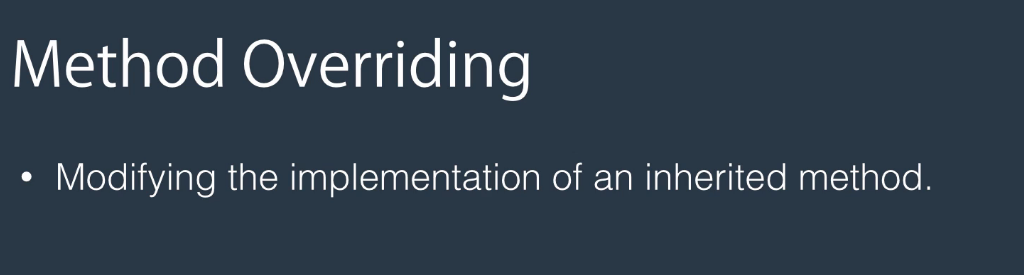 Method Overriding
• Modifying the implementation of an inherited method.